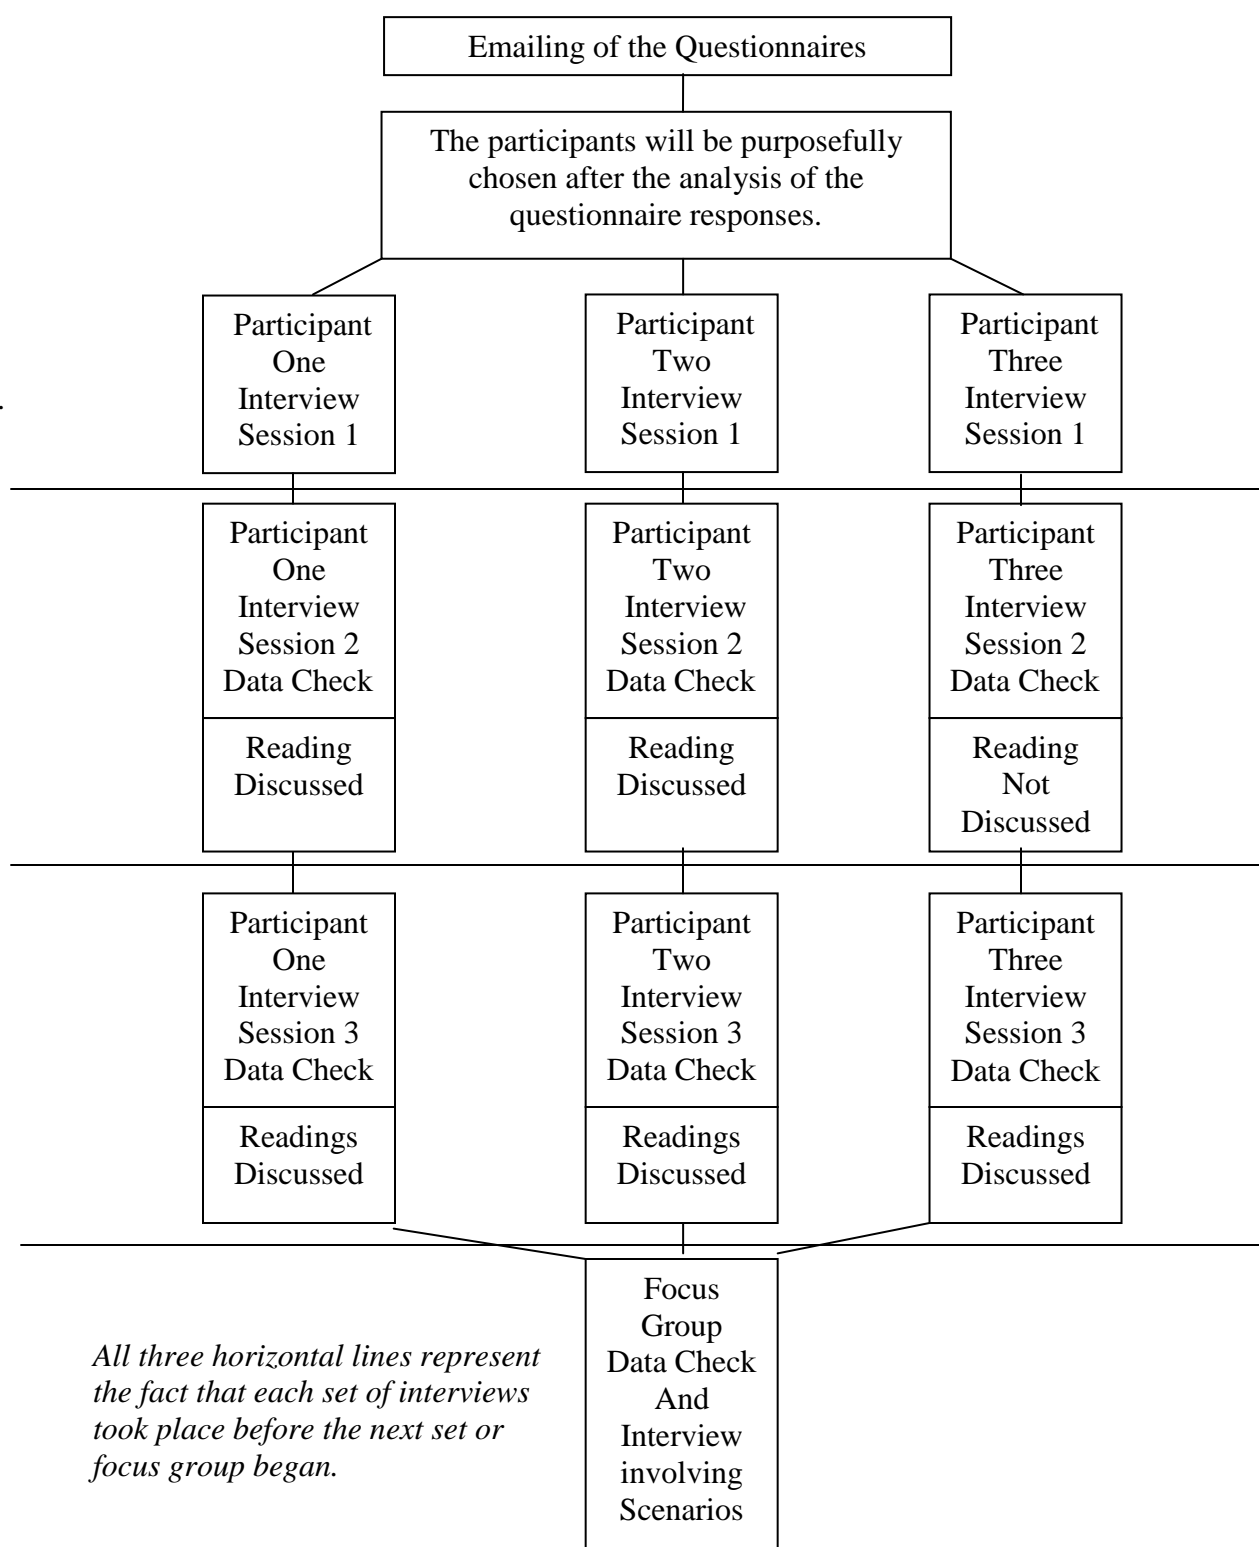 Emailing of the Questionnaires
The participants will be purposefully
chosen after the analysis of the
questionnaire responses.
Participant
One
Interview
Session 1
Participant
Two
Interview
Session 1
Participant
Three
Interview
Session 1
.
Participant
One
Interview
Session 2
Data Check
Participant
Two
Interview
Session 2
Data Check
Participant
Three
Interview
Session 2
Data Check
Reading
Discussed
Reading
Discussed
Reading
Not
Discussed
Participant
One
Interview
Session 3
Data Check
Participant
Two
Interview
Session 3
Data Check
Participant
Three
Interview
Session 3
Data Check
Readings
Discussed
Readings
Discussed
Readings
Discussed
Focus
Group
Data Check
And
Interview
involving
Scenarios
All three horizontal lines represent
the fact that each set of interviews
took place before the next set or
focus group began.